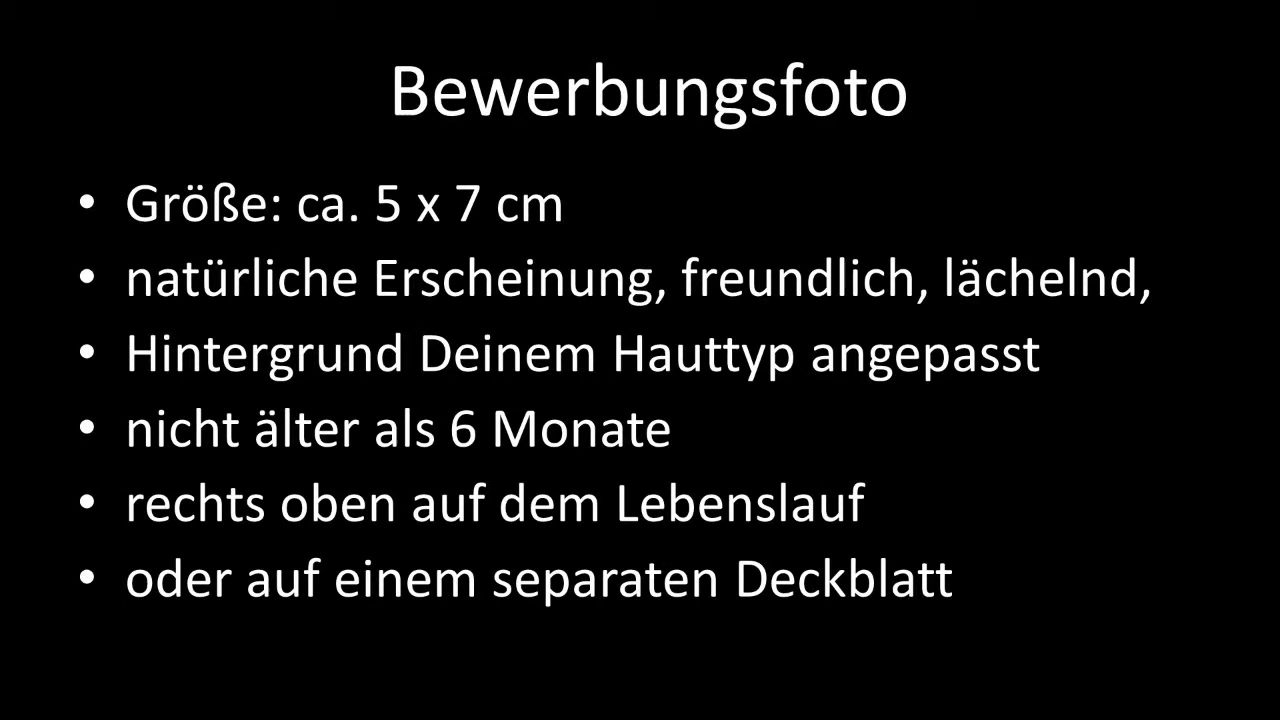 Bewerbungsfoto
• Größe: ca. 5 x 7 cm
• natürliche Erscheinung, freundlich, lächelnd,
• Hintergrund Deinem Hauttyp angepasst
• nicht älter als 6 Monate
• rechts oben auf dem Lebenslauf
• oder auf einem separaten Deckblatt